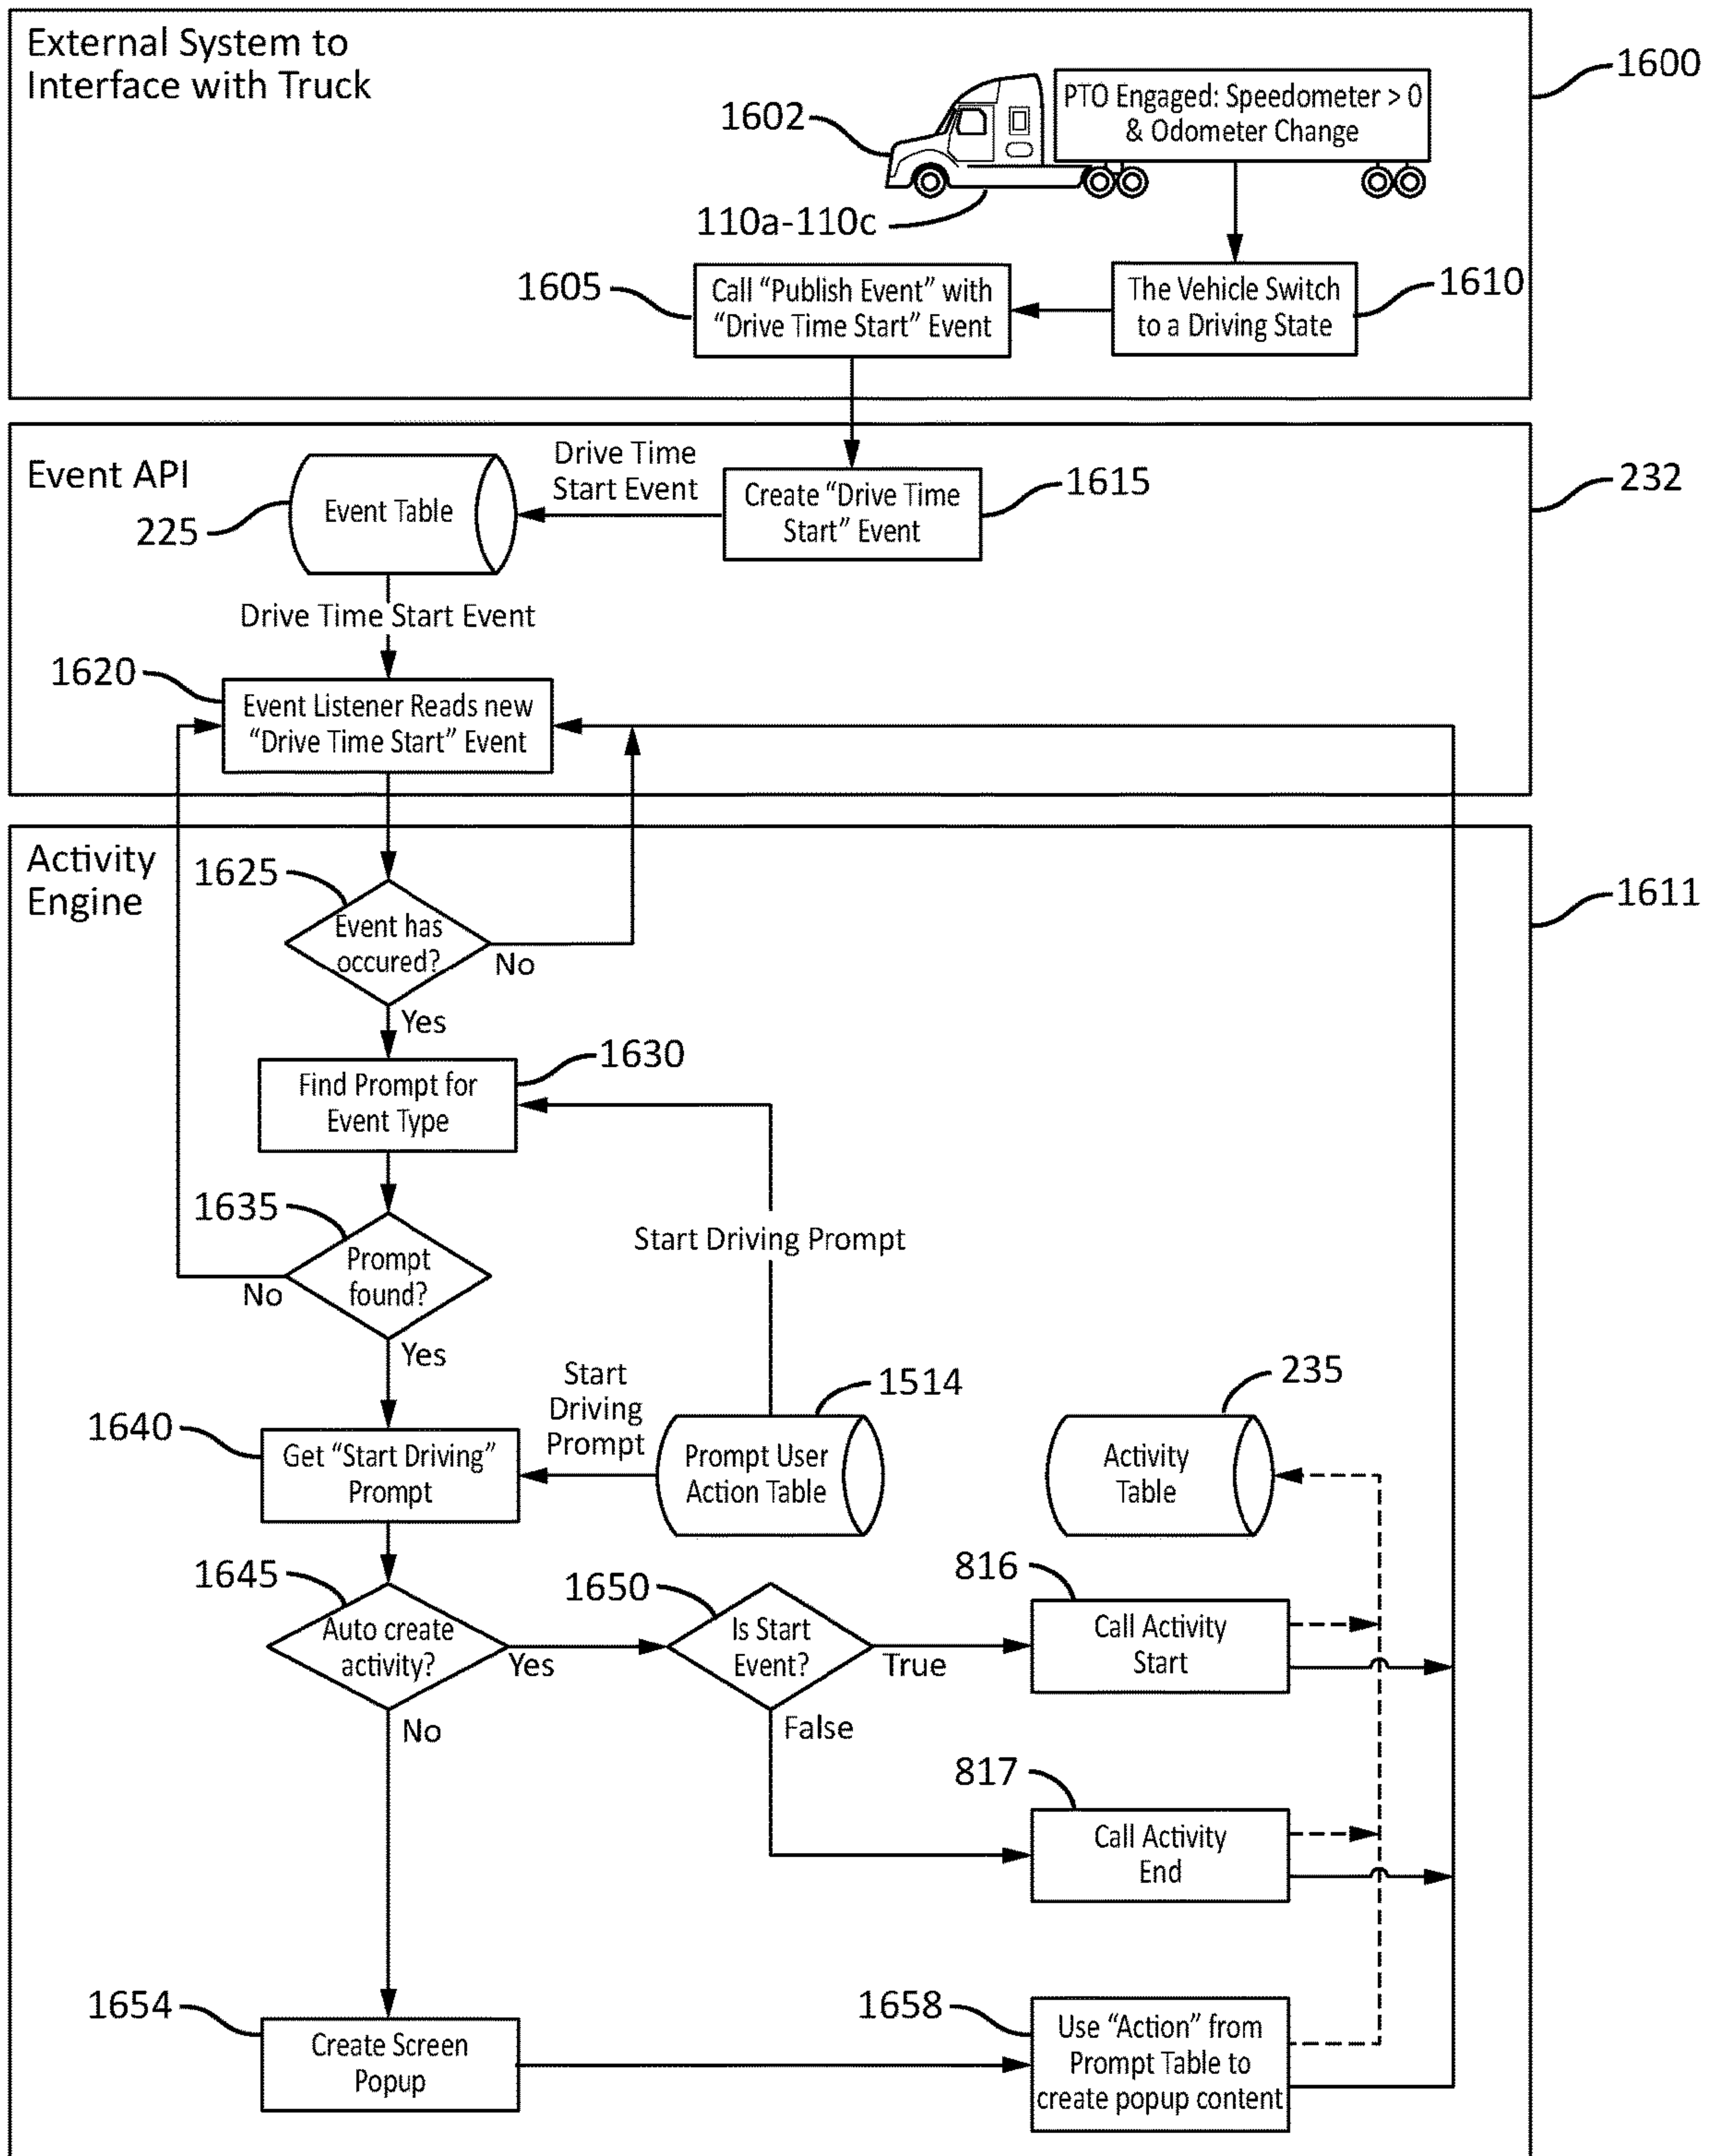 External System to
Interface with Truck
1600
1602
PTO Engaged: Speedometer > 0
& Odometer Change
110a-110c
1605
Call “Publish Event” with
“Drive Time Start” Event
The Vehicle Switch
to a Driving State
1610
Event API
232
225
Event Table
Drive Time
Start Event
Create “Drive Time
Start” Event
1615
Drive Time Start Event
1620
Event Listener Reads new
“Drive Time Start” Event
Activity
Engine
1611
1625
Event has
occured?
No
Yes
1630
Find Prompt for
Event Type
1635
Prompt
found?
No
Yes
Start Driving Prompt
Start
Driving
Prompt
1514
235
1640
Get “Start Driving”
Prompt
Prompt User
Action Table
Activity
Table
1645
Auto create
activity?
Yes
No
1650
Is Start
Event?
True
False
816
Call Activity
Start
817
Call Activity
End
1654
Create Screen
Popup
1658
Use “Action” from
Prompt Table to
create popup content